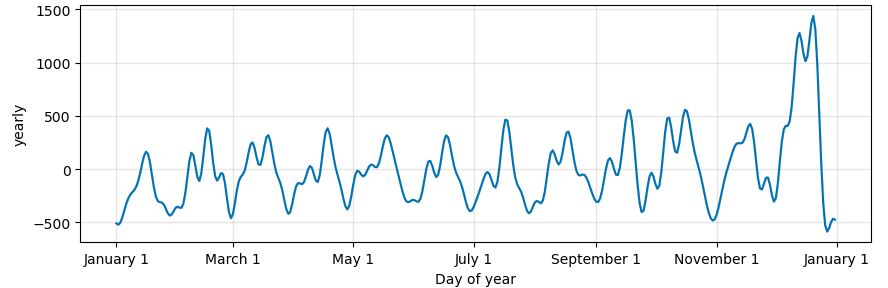 1500
1000
500
0
−500
yearly
January 1 March 1 May 1 July 1 September 1 November 1 January 1
Day of year